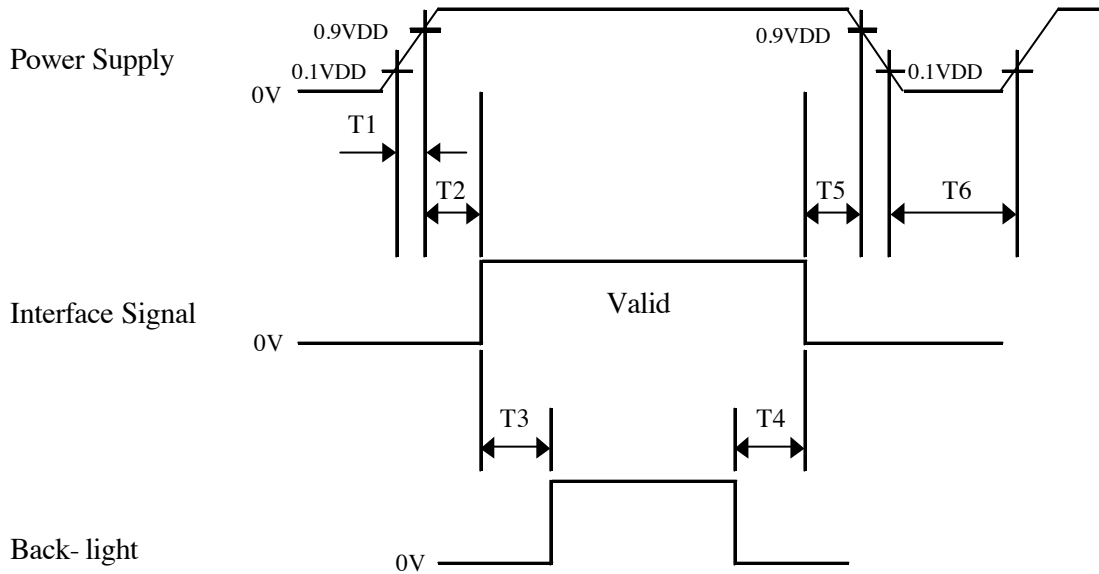 0.9VDD
0.9VDD
Power Supply
0.1VDD
0.1VDD
0V
T1
T2
T5
T6
Interface Signal
Valid
0V
T3
T4
Back- light
0V